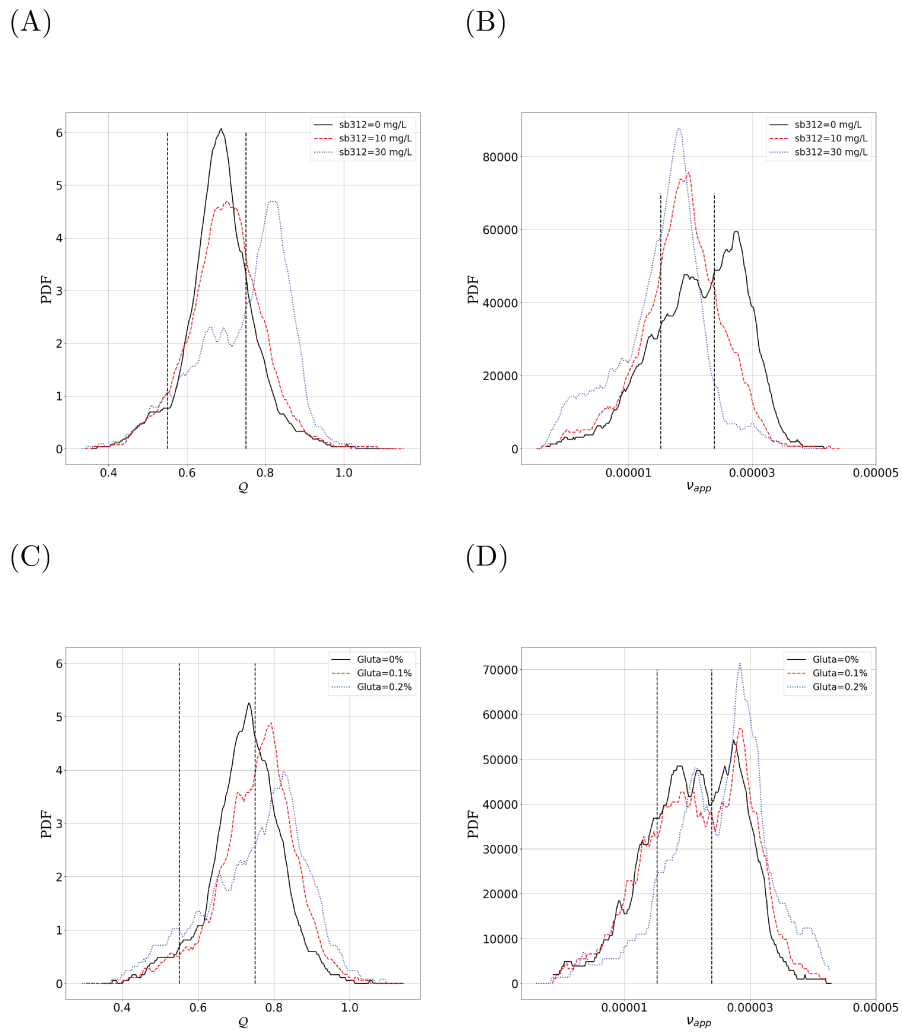 (A)
(B)
sb312=0 mg/L
sb312=10 mg/L
sb312=30 mg/L
6
5
4
3
2
1
0
PDF
0.4 0.6 0.8 1.0
𝒬
sb312=0 mg/L
sb312=10 mg/L
sb312=30 mg/L
80000
60000
40000
20000
0
PDF
0.00001 0.00003 0.00005
ν_app
(C)
(D)
Gluta=0%
Gluta=0.1%
Gluta=0.2%
6
5
4
3
2
1
0
PDF
0.4 0.6 0.8 1.0
𝒬
Gluta=0%
Gluta=0.1%
Gluta=0.2%
70000
60000
50000
40000
30000
20000
10000
0
PDF
0.00001 0.00003 0.00005
ν_app